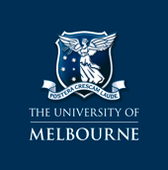 POSTERA CRESCAM LAUDE
THE UNIVERSITY OF
MELBOURNE